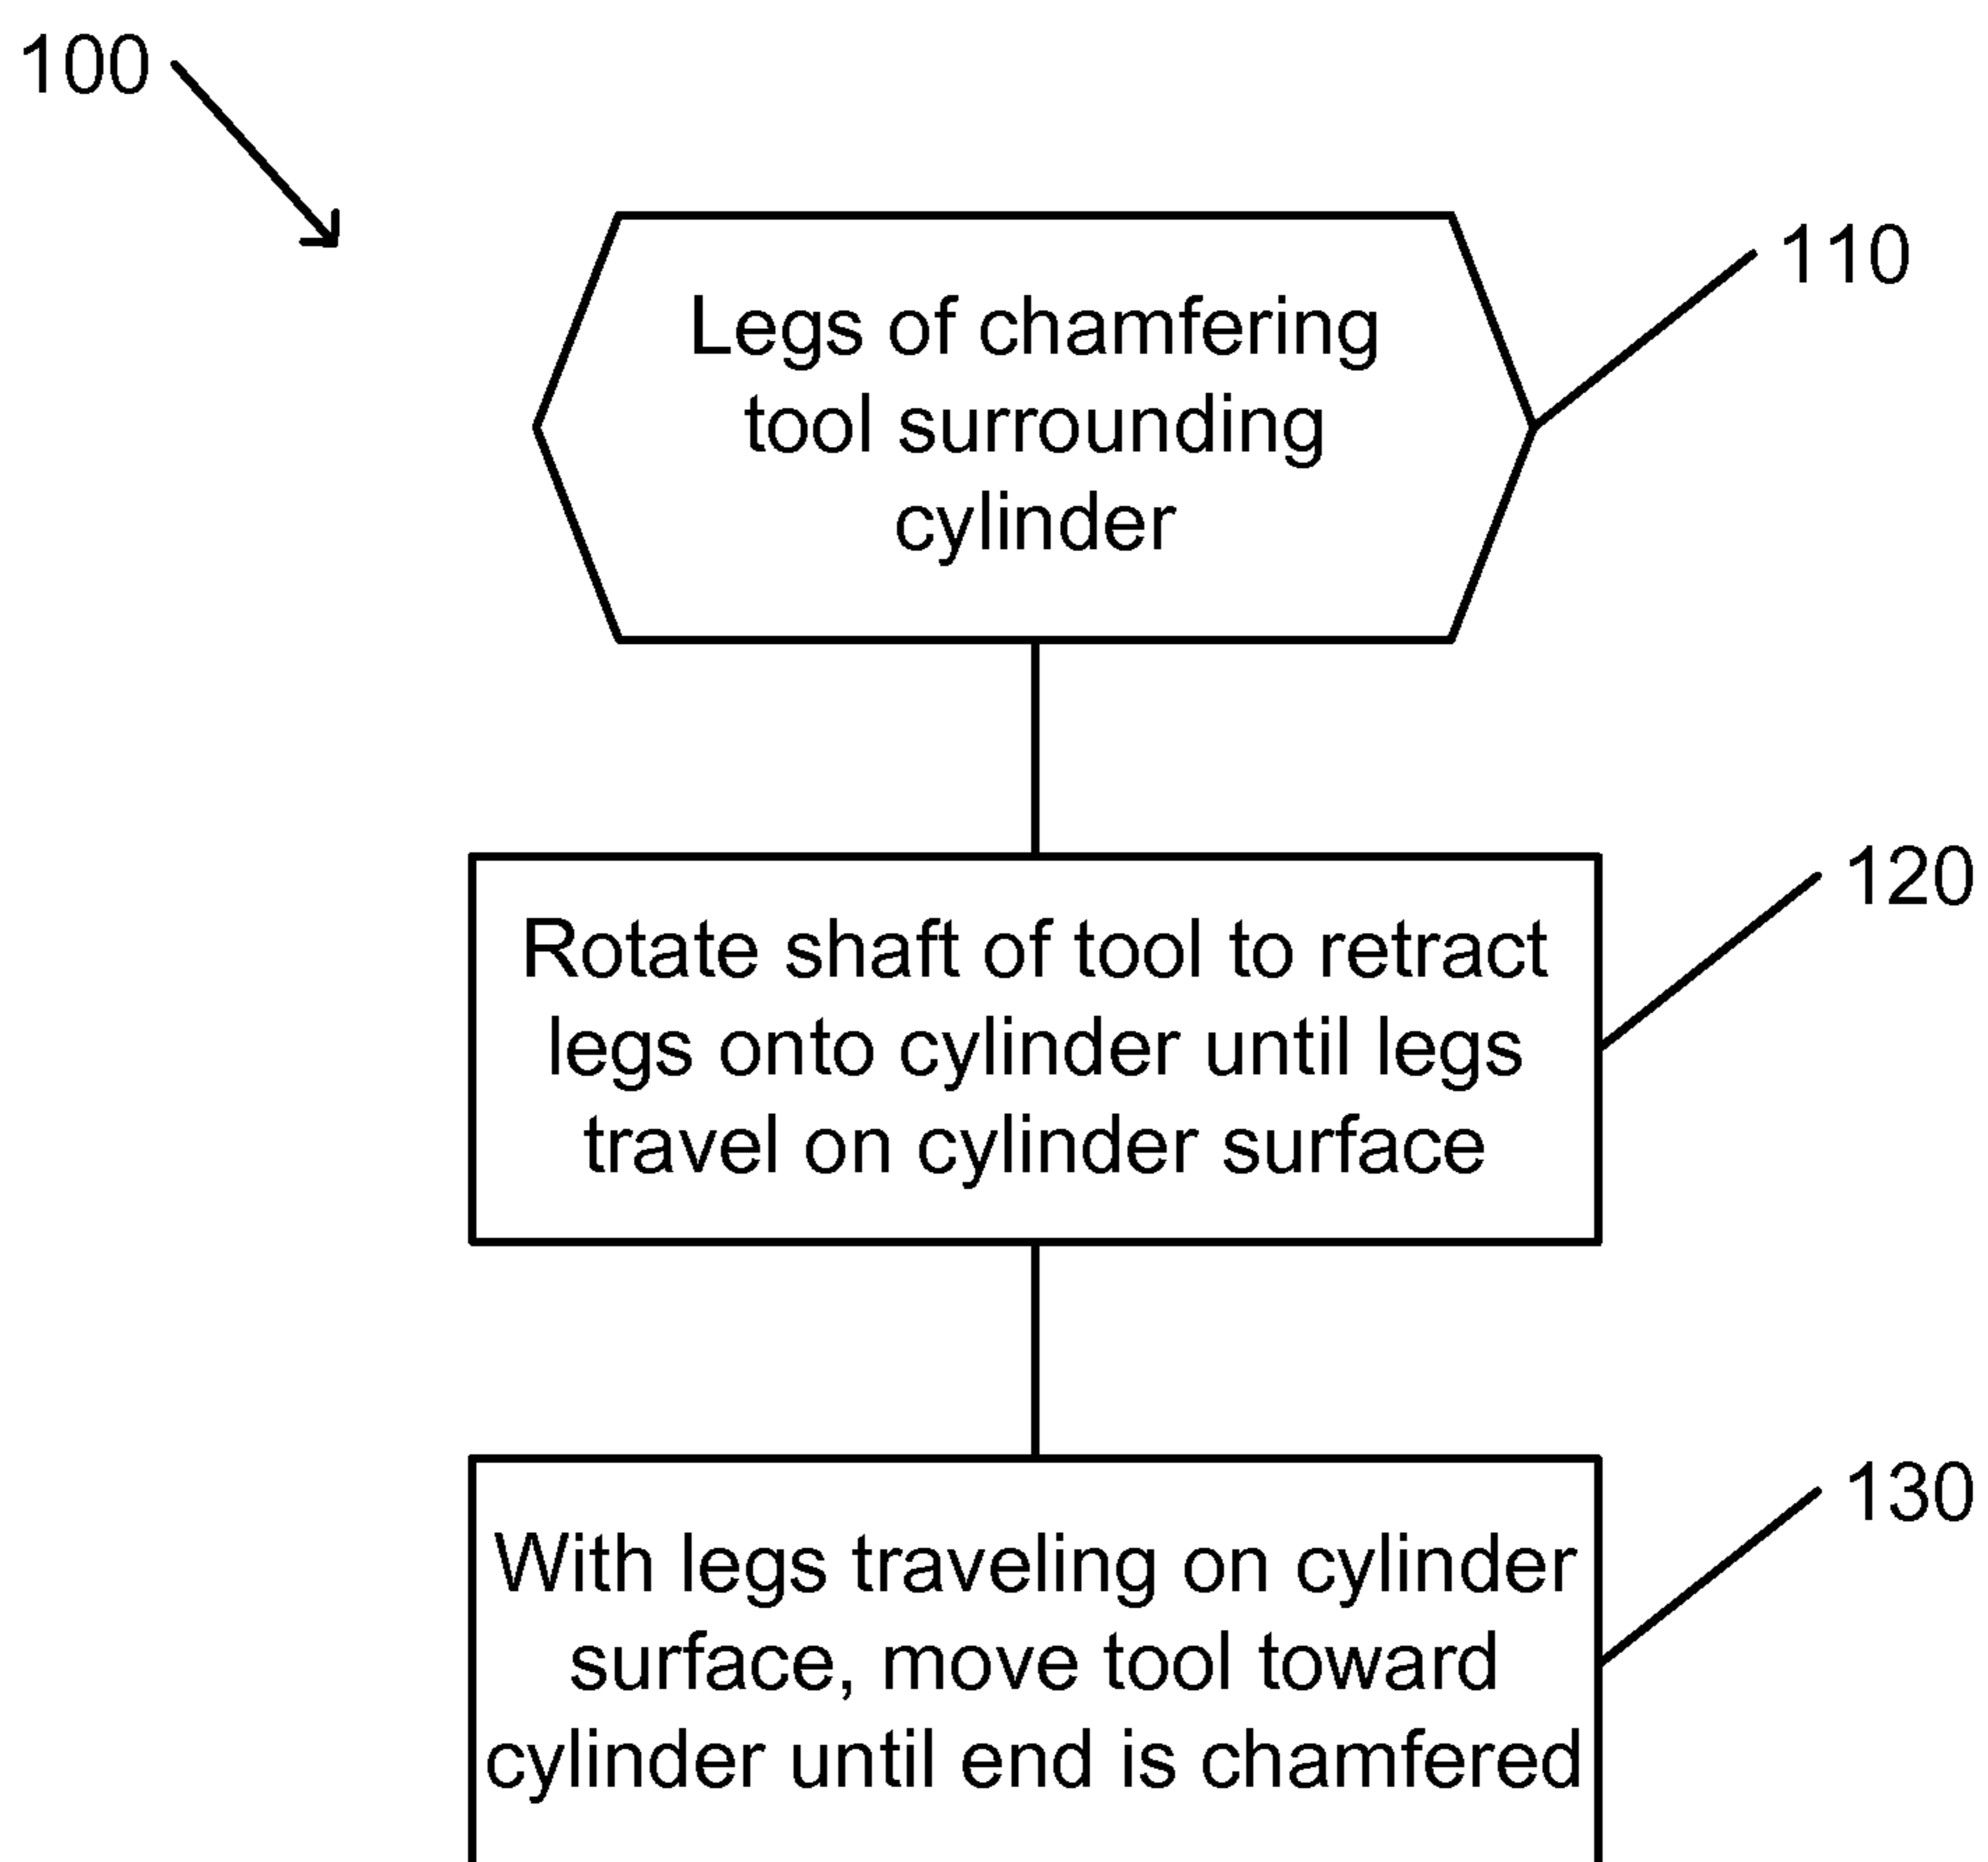 100
110
Legs of chamfering
tool surrounding
cylinder
120
Rotate shaft of tool to retract
legs onto cylinder until legs
travel on cylinder surface
130
With legs traveling on cylinder
surface, move tool toward
cylinder until end is chamfered